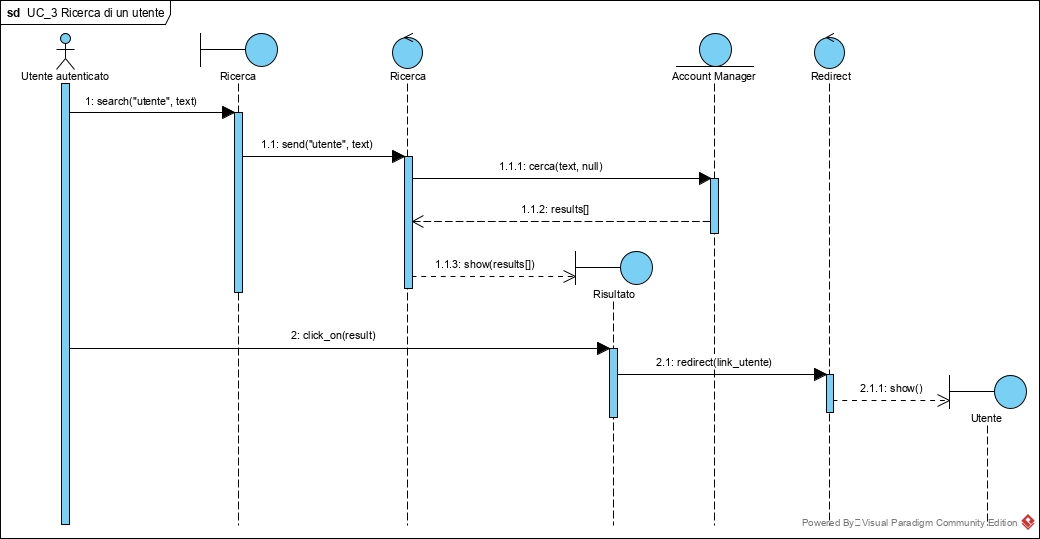 sd UC_3 Ricerca di un utente
Utente autenticato
Ricerca
Ricerca
Account Manager
Redirect
1: search("utente", text)
1.1: send("utente", text)
1.1.1: cerca(text, null)
1.1.2: results[]
1.1.3: show(results[])
Risultato
2: click_on(result)
2.1: redirect(link_utente)
2.1.1: show()
Utente
Powered By Visual Paradigm Community Edition